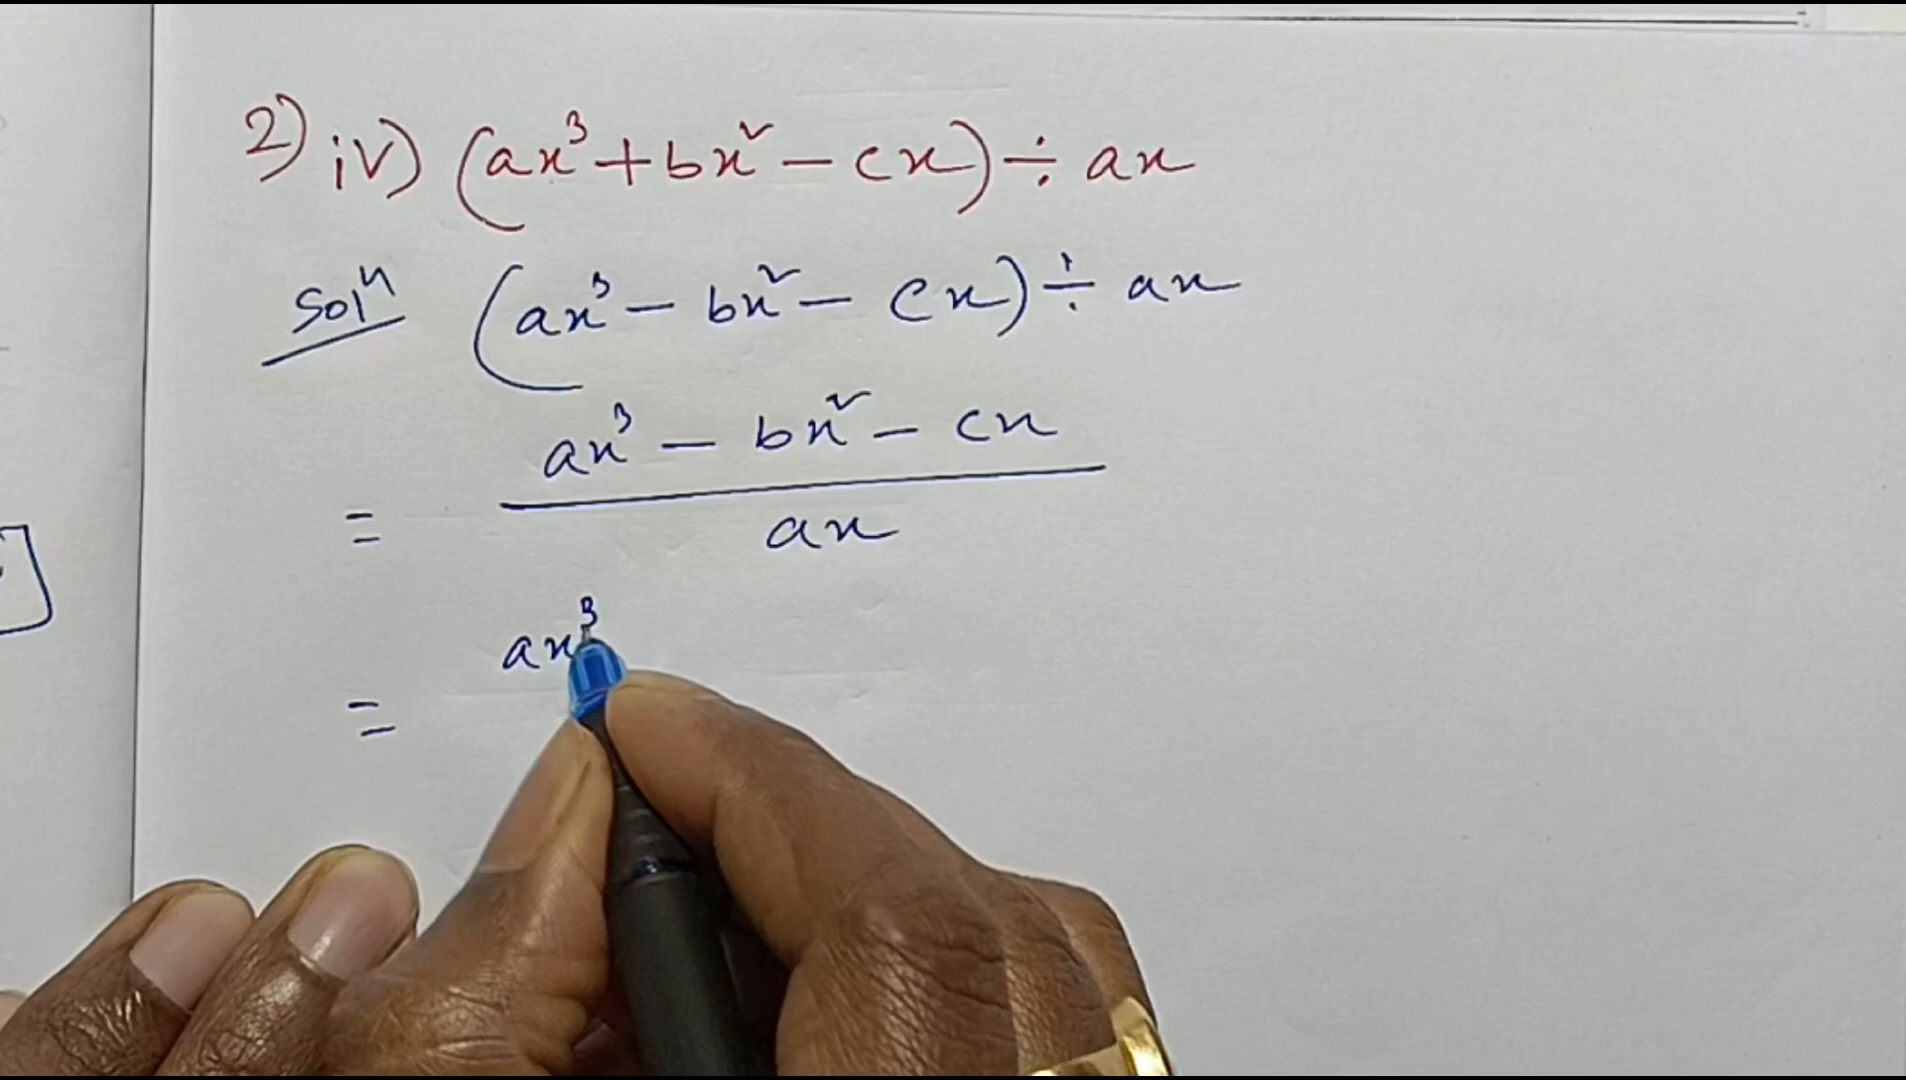 2) iv) (ax³ + bx² - cx) ÷ ax
Solⁿ (ax³ - bx² - cx) ÷ ax
= ax³ - bx² - cx
ax
= ax³